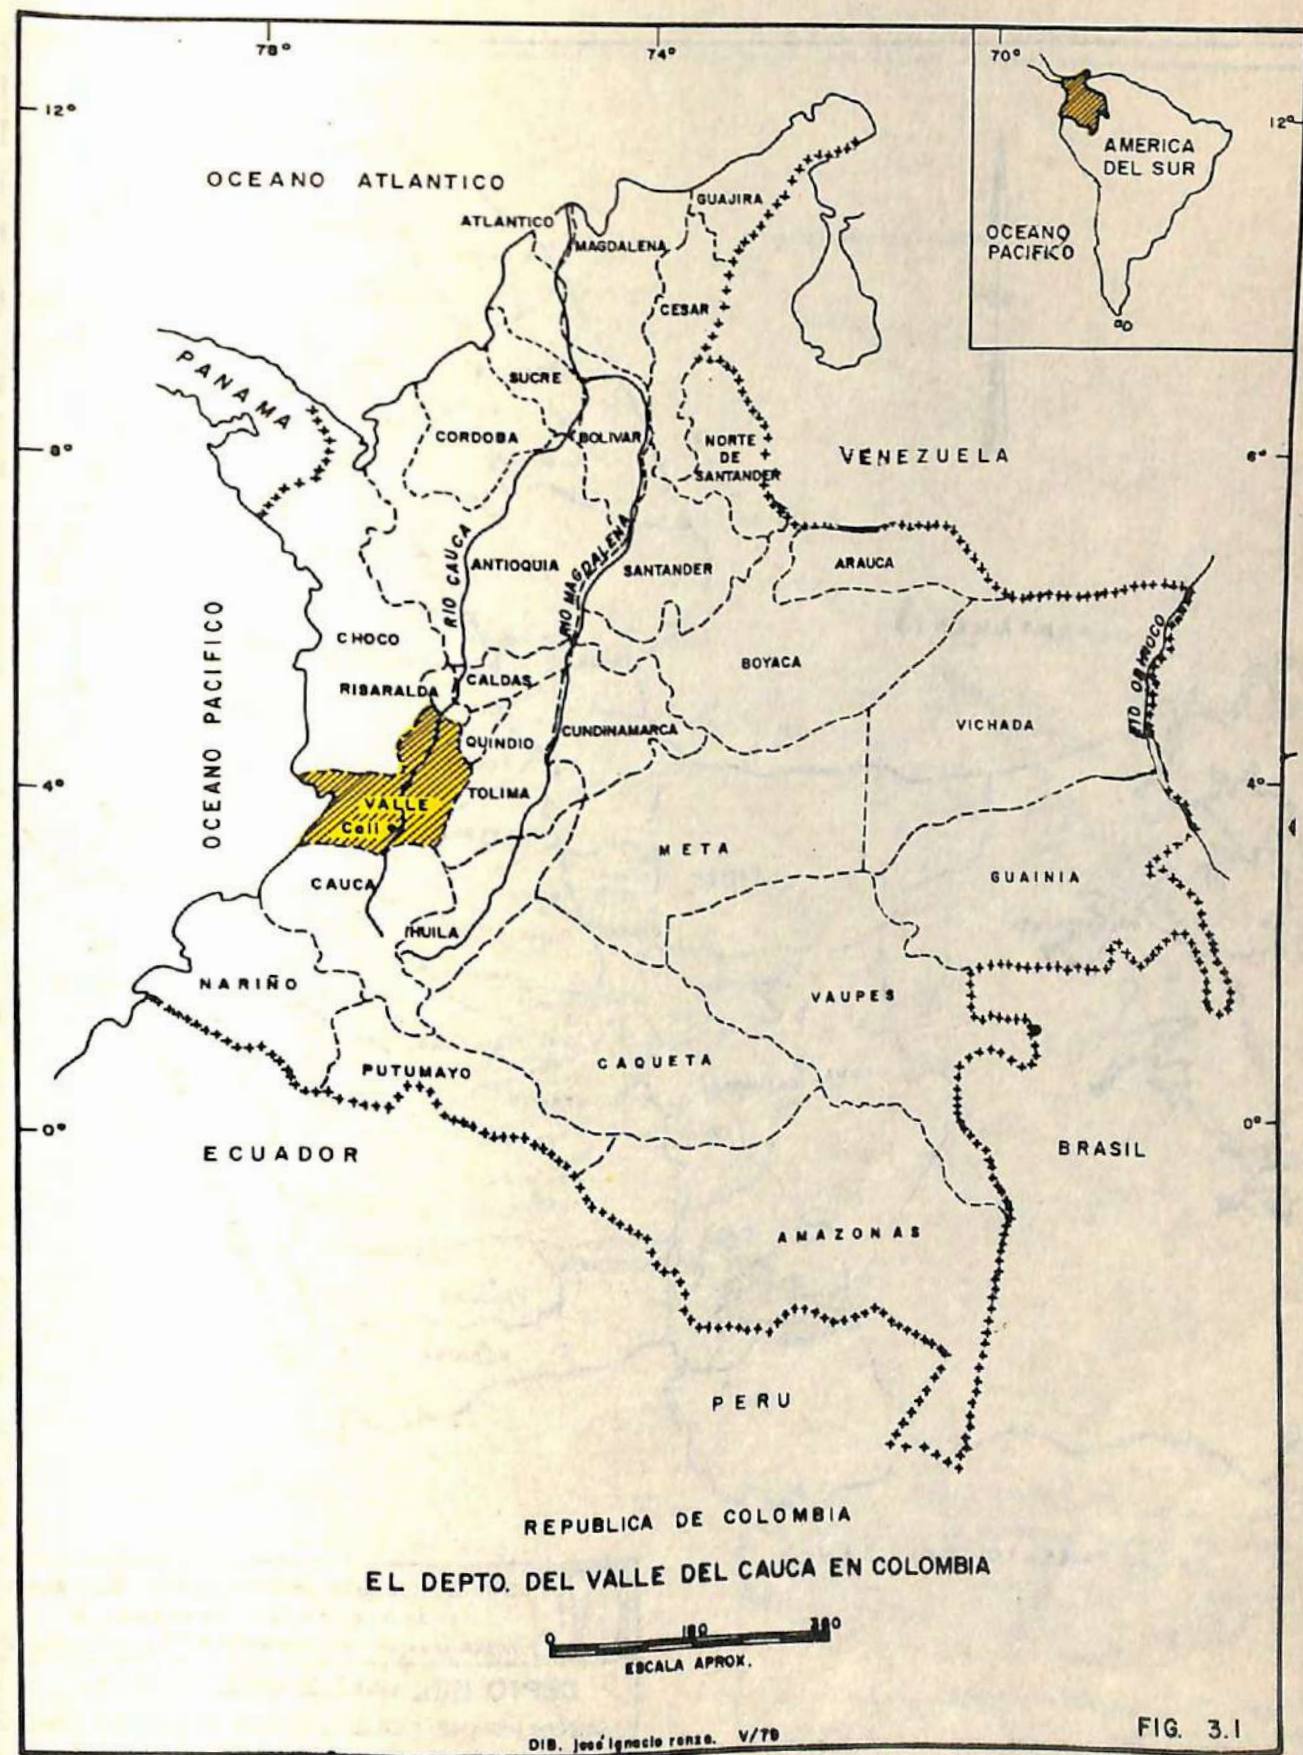 78°
74°
70°
12°
12°
OCEANO ATLANTICO
AMERICA
DEL SUR
OCEANO
PACIFICO
GUAJIRA
ATLANTICO
MAGDALENA
CESAR
PANAMA
SUCRE
CORDOBA
BOLIVAR
NORTE
DE
SANTANDER
VENEZUELA
8°
6°
RIO CAUCA
RIO MAGDALENA
ANTIOQUIA
SANTANDER
ARAUCA
OCEANO PACIFICO
CHOCO
BOYACA
RISARALDA
CALDAS
VICHADA
QUINDIO
CUNDINAMARCA
4°
4°
VALLE
Cali
TOLIMA
META
GUAINIA
CAUCA
HUILA
NARIÑO
VAUPES
CAQUETA
PUTUMAYO
0°
0°
ECUADOR
BRASIL
AMAZONAS
PERU
REPUBLICA DE COLOMBIA
EL DEPTO. DEL VALLE DEL CAUCA EN COLOMBIA
0
ESCALA APROX.
DIB. José Ignacio
FIG. 3.1